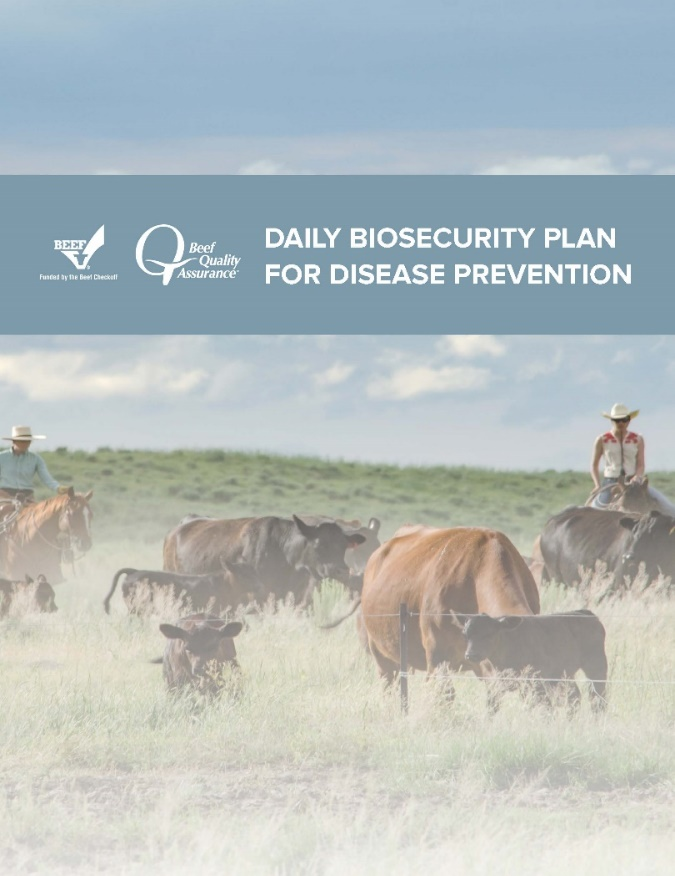 BEEF
Funded by the Beef Checkoff
Beef
Quality
Assurance
DAILY BIOSECURITY PLAN
FOR DISEASE PREVENTION